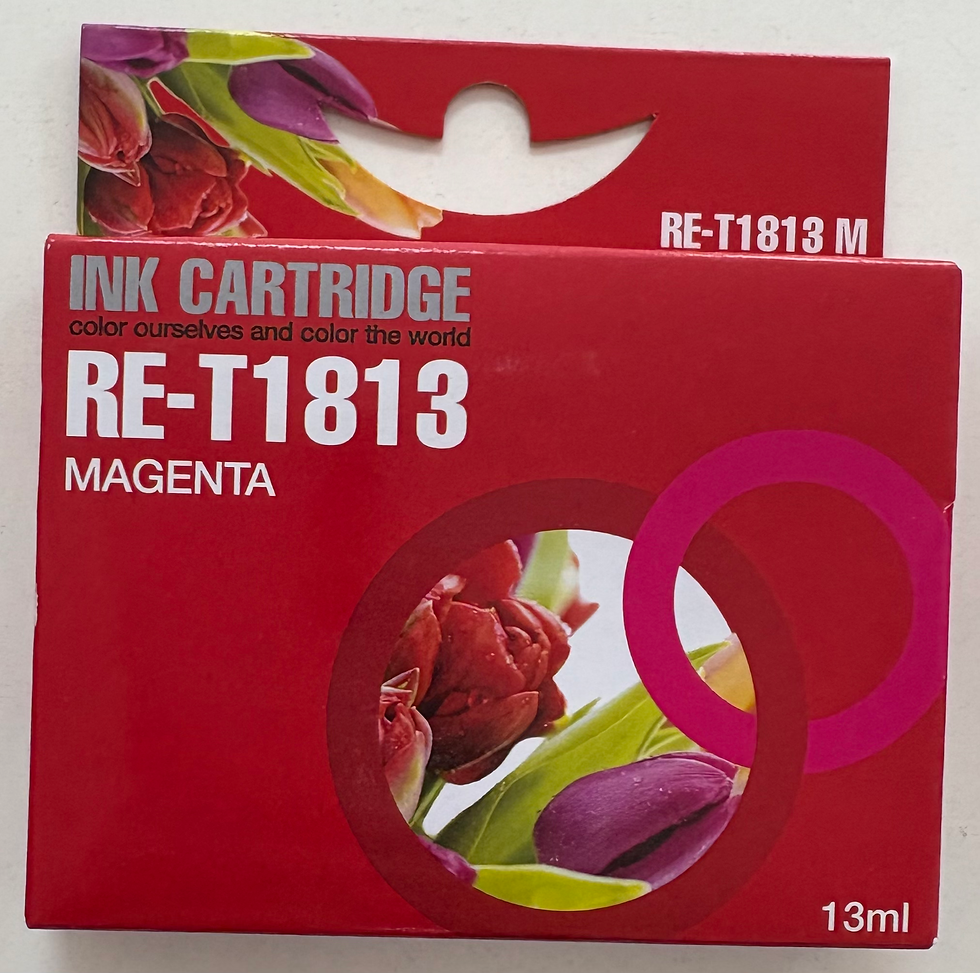 RE-T1813 M
INK CARTRIDGE
color ourselves and color the world
RE-T1813
MAGENTA
13ml